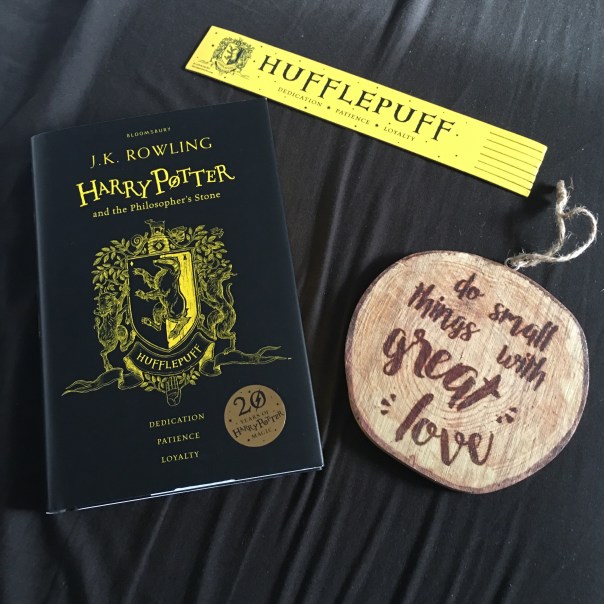 BLOOMSBURY
J.K. ROWLING
HARRY POTTER
and the Philosopher's Stone
HUFFLEPUFF
DEDICATION
PATIENCE
LOYALTY
20
YEARS OF
HARRY POTTER
MAGIC
HUFFLEPUFF
DEDICATION • PATIENCE • LOYALTY
do small
things with
great
love